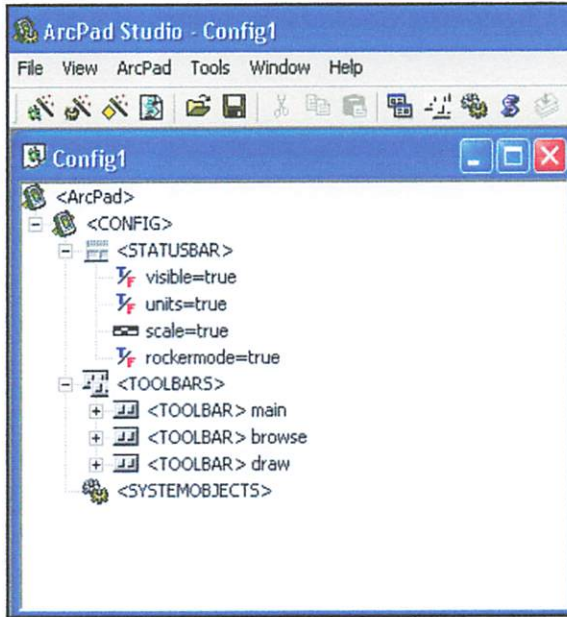 ArcPad Studio - Config1
File View ArcPad Tools Window Help
Config1
<ArcPad>
<CONFIG>
<STATUSBAR>
visible=true
units=true
scale=true
rockermode=true
<TOOLBARS>
<TOOLBAR> main
<TOOLBAR> browse
<TOOLBAR> draw
<SYSTEMOBJECTS>